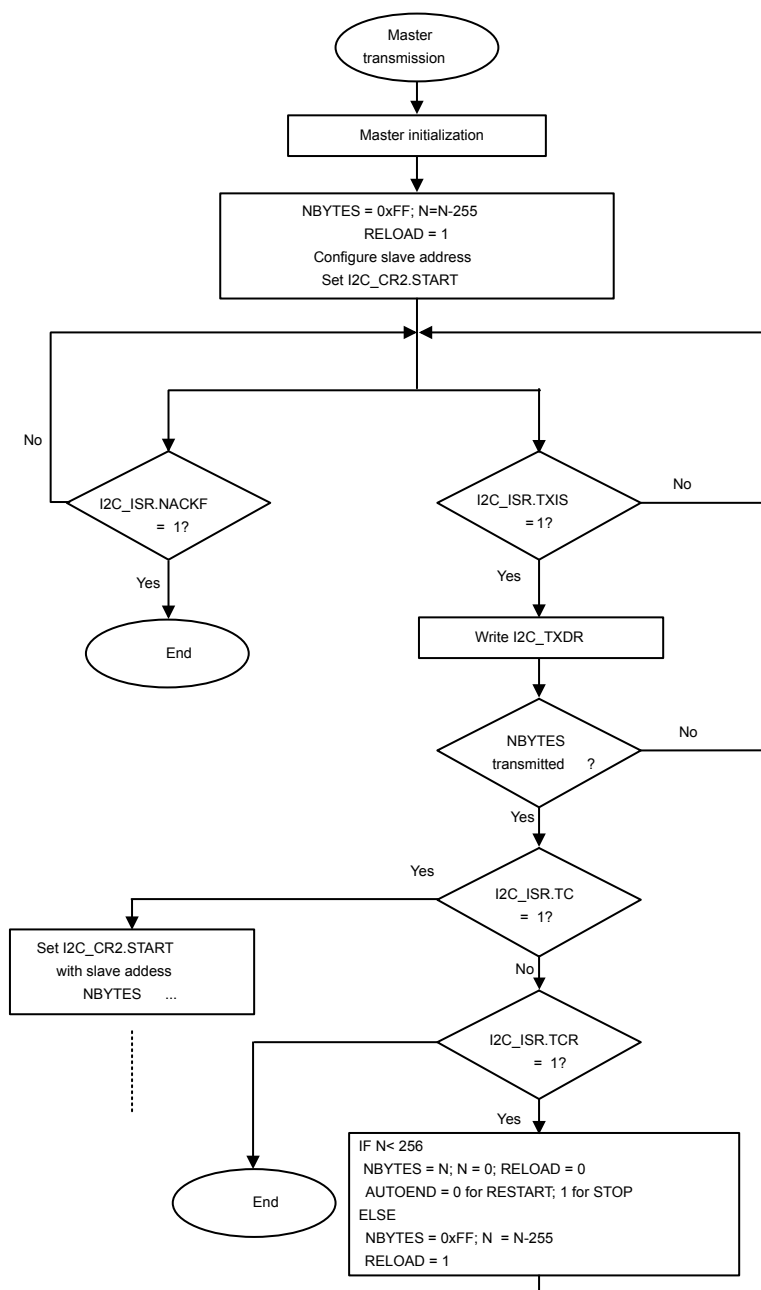 Master
transmission
Master initialization
NBYTES = 0xFF; N=N-255
RELOAD = 1
Configure slave address
Set I2C_CR2.START
No
I2C_ISR.NACKF
= 1?
Yes
End
I2C_ISR.TXIS
=1?
No
Yes
Write I2C_TXDR
NBYTES
transmitted ?
No
Yes
I2C_ISR.TC
= 1?
Yes
Set I2C_CR2.START
with slave addess
NBYTES ...
No
I2C_ISR.TCR
= 1?
Yes
End
IF N< 256
NBYTES = N; N = 0; RELOAD = 0
AUTOEND = 0 for RESTART; 1 for STOP
ELSE
NBYTES = 0xFF; N = N-255
RELOAD = 1